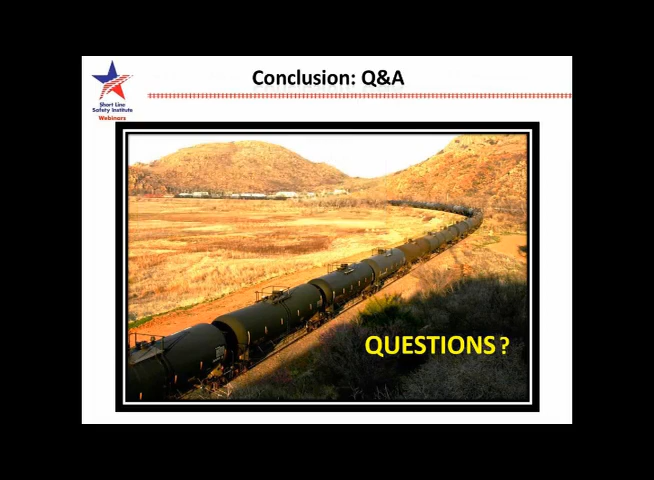 Conclusion: Q&A
Short Line
Safety Institute
Webinars
QUESTIONS?